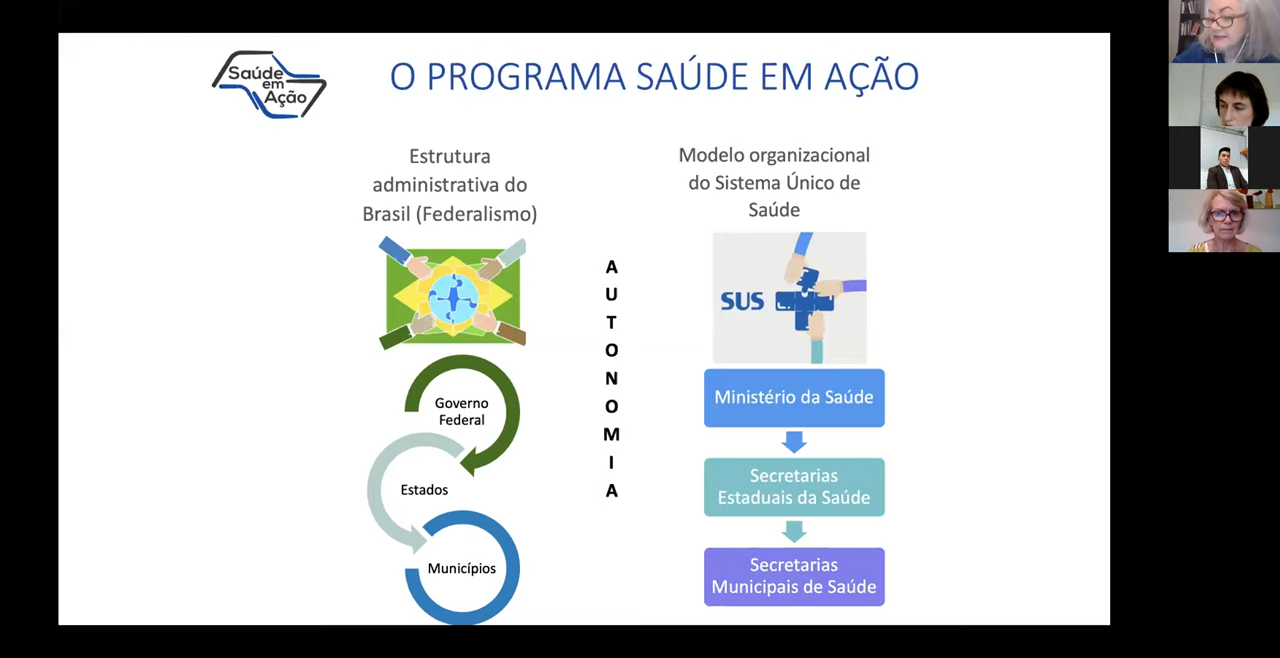 Saúde
em
Ação
O PROGRAMA SAÚDE EM AÇÃO
Estrutura
administrativa do
Brasil (Federalismo)
Governo
Federal
Estados
Municípios
A
U
T
O
N
O
M
I
A
Modelo organizacional
do Sistema Único de
Saúde
SUS
Ministério da Saúde
Secretarias
Estaduais da Saúde
Secretarias
Municipais de Saúde